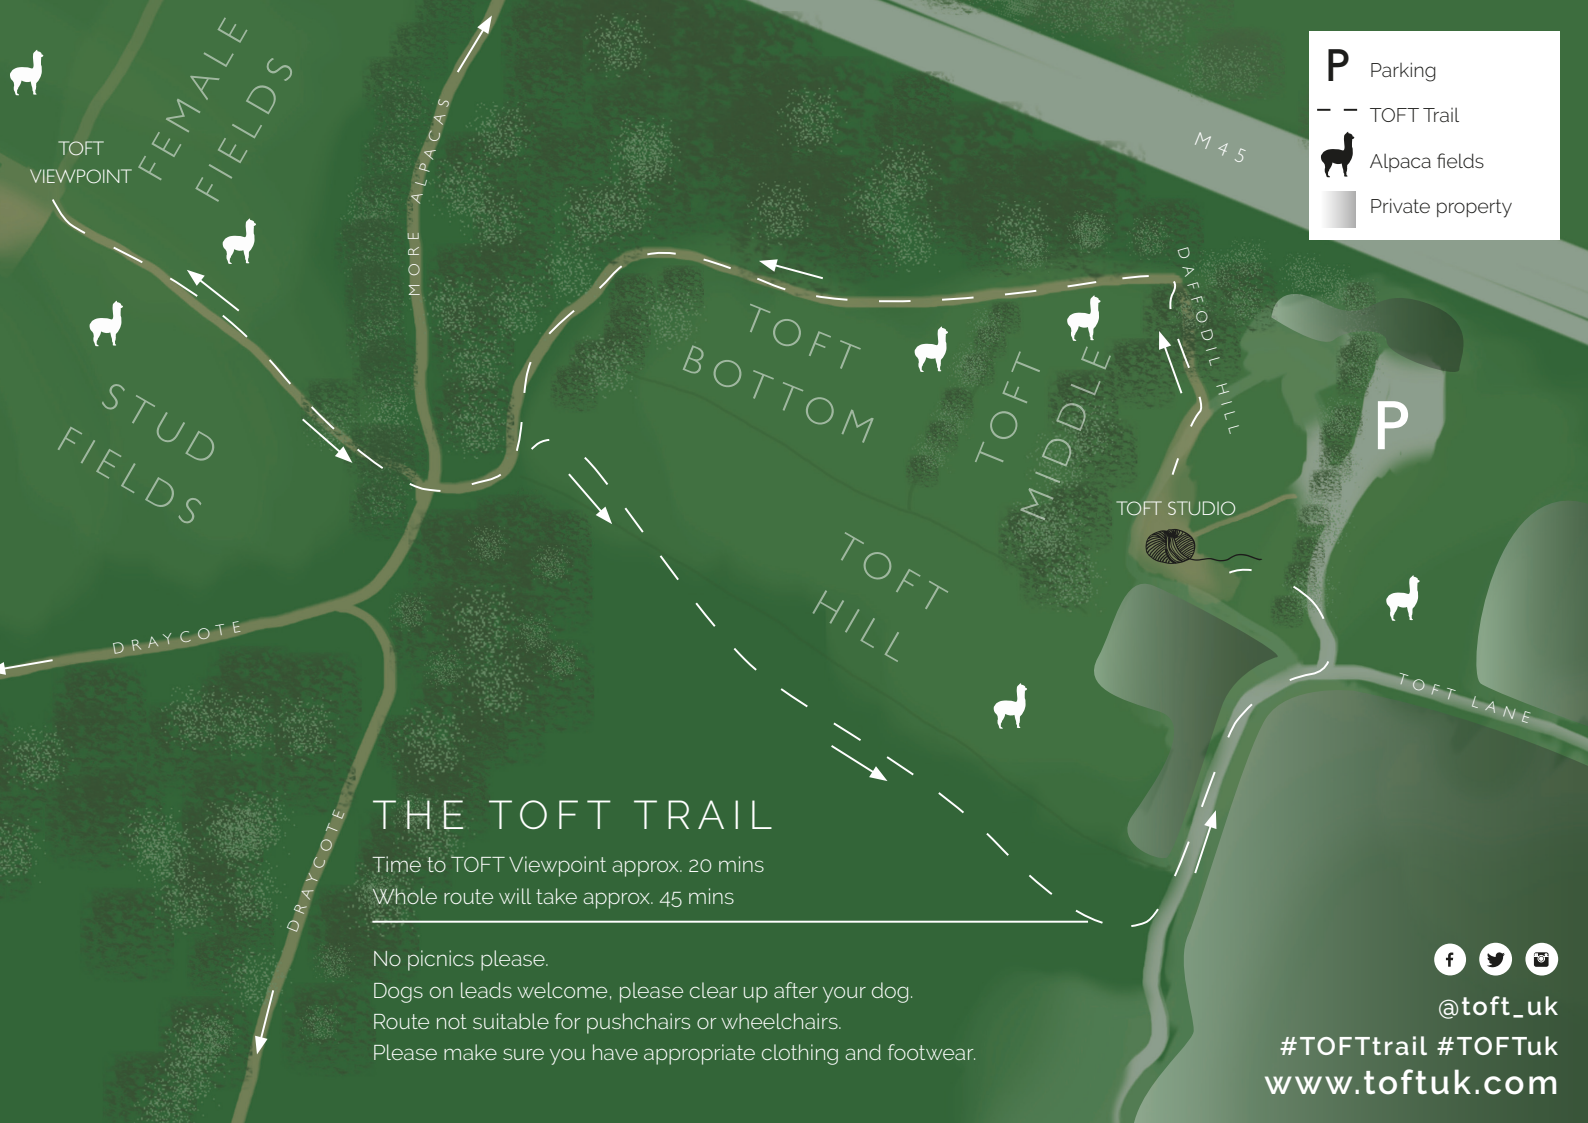 FEMALE
FIELDS
TOFT
VIEWPOINT
MORE ALPACAS
M45
P Parking
TOFT Trail
Alpaca fields
Private property
DAFFODIL HILL
TOFT
BOTTOM
TOFT
MIDDLE
STUD
FIELDS
P
TOFT STUDIO
TOFT
HILL
DRAYCOTE
TOFT LANE
DRAYCOTE
THE TOFT TRAIL
Time to TOFT Viewpoint approx. 20 mins
Whole route will take approx. 45 mins
No picnics please.
Dogs on leads welcome, please clear up after your dog.
Route not suitable for pushchairs or wheelchairs.
Please make sure you have appropriate clothing and footwear.
@toft_uk
#TOFTtrail #TOFTuk
www.toftuk.com